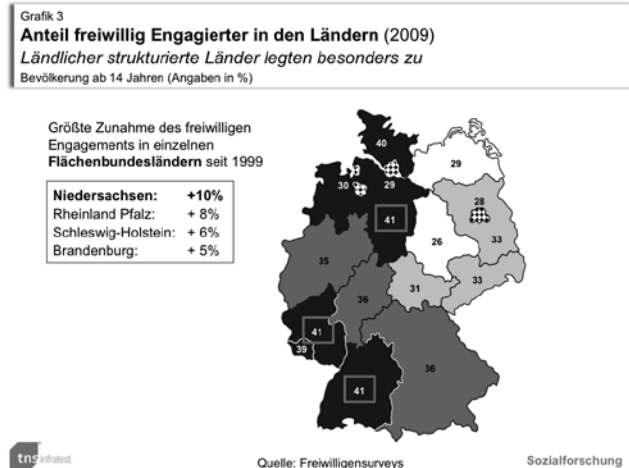 Grafik 3
Anteil freiwillig Engagierter in den Ländern (2009)
Ländlicher strukturierte Länder legten besonders zu
Bevölkerung ab 14 Jahren (Angaben in %)
Größte Zunahme des freiwilligen
Engagements in einzelnen
Flächenbundesländern seit 1999
Niedersachsen: +10%
Rheinland Pfalz: + 8%
Schleswig-Holstein: + 6%
Brandenburg: + 5%
40
29
30
29
28
41
26
33
35
33
31
36
41
39
36
41
tns infratest
Quelle: Freiwilligensurveys
Sozialforschung